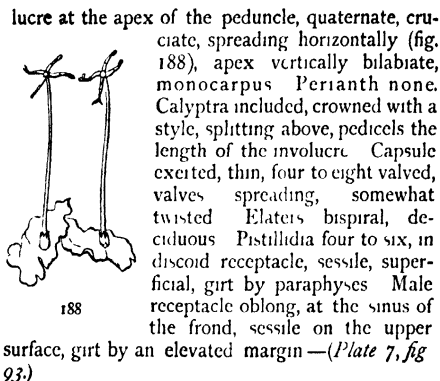 lucre at the apex of the peduncle, quaternate, cru-
ciate, spreading horizontally (fig.
188), apex vertically bilabiate,
monocarpus Perianth none.
Calyptra included, crowned with a
style, splitting above, pedicels the
length of the involucre Capsule
exerted, thin, four to eight valved,
valves spreading, somewhat
twisted Elaters bispiral, de-
ciduous Pistillidia four to six, in
discoid receptacle, sessile, super-
ficial, girt by paraphyses Male
receptacle oblong, at the sinus of
the frond, sessile on the upper
surface, girt by an elevated margin —(Plate 7, fig
93.)
188